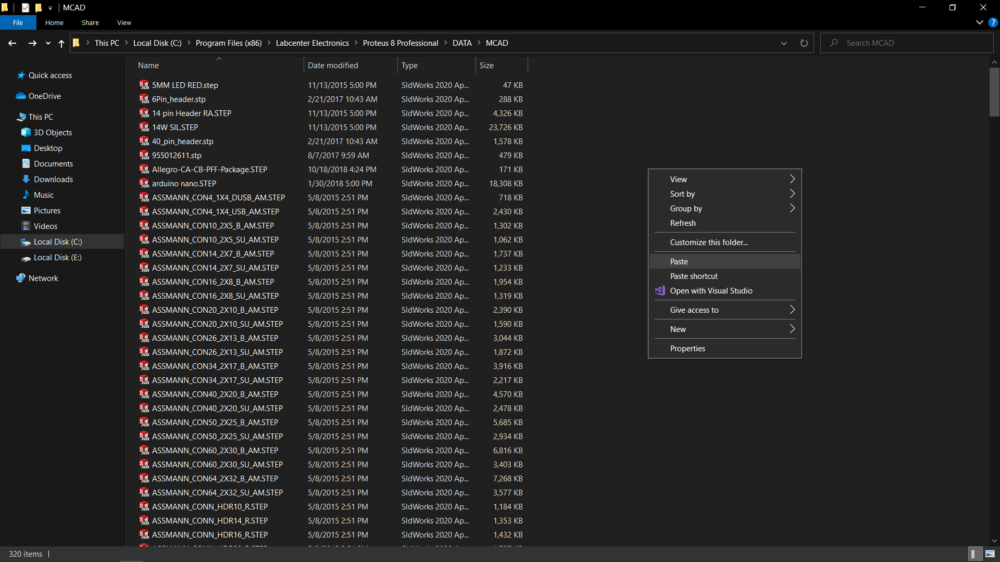 MCAD
File Home Share View
This PC Local Disk (C:) Program Files (x86) Labcenter Electronics Proteus 8 Professional DATA MCAD Search MCAD
Quick access
OneDrive
This PC
3D Objects
Desktop
Documents
Downloads
Music
Pictures
Videos
Local Disk (C:)
Local Disk (E:)
Network
Name Date modified Type Size
5MM LED RED.step 11/13/2015 5:00 PM SldWorks 2020 Ap... 47 KB
6Pin_header.stp 2/21/2017 10:43 AM SldWorks 2020 Ap... 288 KB
14 pin Header RA.STEP 11/13/2015 5:00 PM SldWorks 2020 Ap... 4,326 KB
14W SIL.STEP 11/13/2015 5:00 PM SldWorks 2020 Ap... 23,726 KB
40_pin_header.stp 2/21/2017 10:43 AM SldWorks 2020 Ap... 1,578 KB
955012611.stp 8/7/2017 9:59 AM SldWorks 2020 Ap... 479 KB
Allegro-CA-CB-PFF-Package.STEP 10/18/2018 4:24 PM SldWorks 2020 Ap... 171 KB
arduino nano.STEP 1/30/2018 5:00 PM SldWorks 2020 Ap... 18,308 KB
ASSMANN_CON4_1X4_DUSB_AM.STEP 5/8/2015 2:51 PM SldWorks 2020 Ap... 718 KB
ASSMANN_CON4_1X4_USB_AM.STEP 5/8/2015 2:51 PM SldWorks 2020 Ap... 2,430 KB
ASSMANN_CON10_2X5_B_AM.STEP 5/8/2015 2:51 PM SldWorks 2020 Ap... 1,302 KB
ASSMANN_CON10_2X5_SU_AM.STEP 5/8/2015 2:51 PM SldWorks 2020 Ap... 1,062 KB
ASSMANN_CON14_2X7_B_AM.STEP 5/8/2015 2:51 PM SldWorks 2020 Ap... 1,737 KB
ASSMANN_CON14_2X7_SU_AM.STEP 5/8/2015 2:51 PM SldWorks 2020 Ap... 1,233 KB
ASSMANN_CON16_2X8_B_AM.STEP 5/8/2015 2:51 PM SldWorks 2020 Ap... 1,954 KB
ASSMANN_CON16_2X8_SU_AM.STEP 5/8/2015 2:51 PM SldWorks 2020 Ap... 1,319 KB
ASSMANN_CON20_2X10_B_AM.STEP 5/8/2015 2:51 PM SldWorks 2020 Ap... 2,390 KB
ASSMANN_CON20_2X10_SU_AM.STEP 5/8/2015 2:51 PM SldWorks 2020 Ap... 1,590 KB
ASSMANN_CON26_2X13_B_AM.STEP 5/8/2015 2:51 PM SldWorks 2020 Ap... 3,044 KB
ASSMANN_CON26_2X13_SU_AM.STEP 5/8/2015 2:51 PM SldWorks 2020 Ap... 1,872 KB
ASSMANN_CON34_2X17_B_AM.STEP 5/8/2015 2:51 PM SldWorks 2020 Ap... 3,916 KB
ASSMANN_CON34_2X17_SU_AM.STEP 5/8/2015 2:51 PM SldWorks 2020 Ap... 2,217 KB
ASSMANN_CON40_2X20_B_AM.STEP 5/8/2015 2:51 PM SldWorks 2020 Ap... 4,570 KB
ASSMANN_CON40_2X20_SU_AM.STEP 5/8/2015 2:51 PM SldWorks 2020 Ap... 2,478 KB
ASSMANN_CON50_2X25_B_AM.STEP 5/8/2015 2:51 PM SldWorks 2020 Ap... 5,685 KB
ASSMANN_CON50_2X25_SU_AM.STEP 5/8/2015 2:51 PM SldWorks 2020 Ap... 2,934 KB
ASSMANN_CON60_2X30_B_AM.STEP 5/8/2015 2:51 PM SldWorks 2020 Ap... 6,816 KB
ASSMANN_CON60_2X30_SU_AM.STEP 5/8/2015 2:51 PM SldWorks 2020 Ap... 3,403 KB
ASSMANN_CON64_2X32_B_AM.STEP 5/8/2015 2:51 PM SldWorks 2020 Ap... 7,268 KB
ASSMANN_CON64_2X32_SU_AM.STEP 5/8/2015 2:51 PM SldWorks 2020 Ap... 3,577 KB
ASSMANN_CONN_HDR10_R.STEP 5/8/2015 2:51 PM SldWorks 2020 Ap... 1,184 KB
ASSMANN_CONN_HDR14_R.STEP 5/8/2015 2:51 PM SldWorks 2020 Ap... 1,353 KB
ASSMANN_CONN_HDR16_R.STEP 5/8/2015 2:51 PM SldWorks 2020 Ap... 1,432 KB
View
Sort by
Group by
Refresh
Customize this folder...
Paste
Paste shortcut
Open with Visual Studio
Give access to
New
Properties
320 items